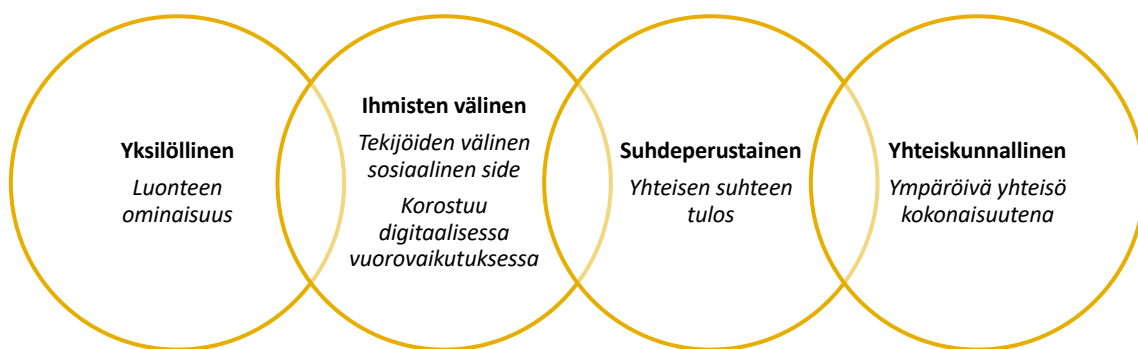 Yksilöllinen
Luonteen
ominaisuus
Ihmisten välinen
Tekijöiden välinen
sosiaalinen side
Korostuu
digitaalisessa
vuorovaikutuksessa
Suhdeperustainen
Yhteisen suhteen
tulos
Yhteiskunnallinen
Ympäröivä yhteisö
kokonaisuutena